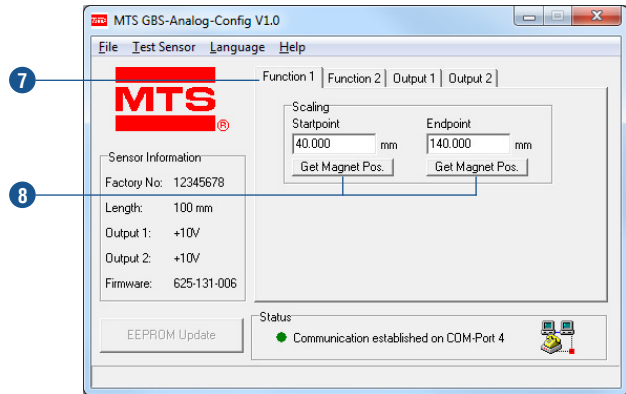 MTS GBS-Analog-Config V1.0
File Test Sensor Language Help
7
Function 1 Function 2 Output 1 Output 2
MTS
®
Scaling
Startpoint Endpoint
40.000 mm 140.000 mm
Get Magnet Pos. Get Magnet Pos.
8
Sensor Information
Factory No: 12345678
Length: 100 mm
Output 1: +10V
Output 2: +10V
Firmware: 625-131-006
EEPROM Update
Status
Communication established on COM-Port 4